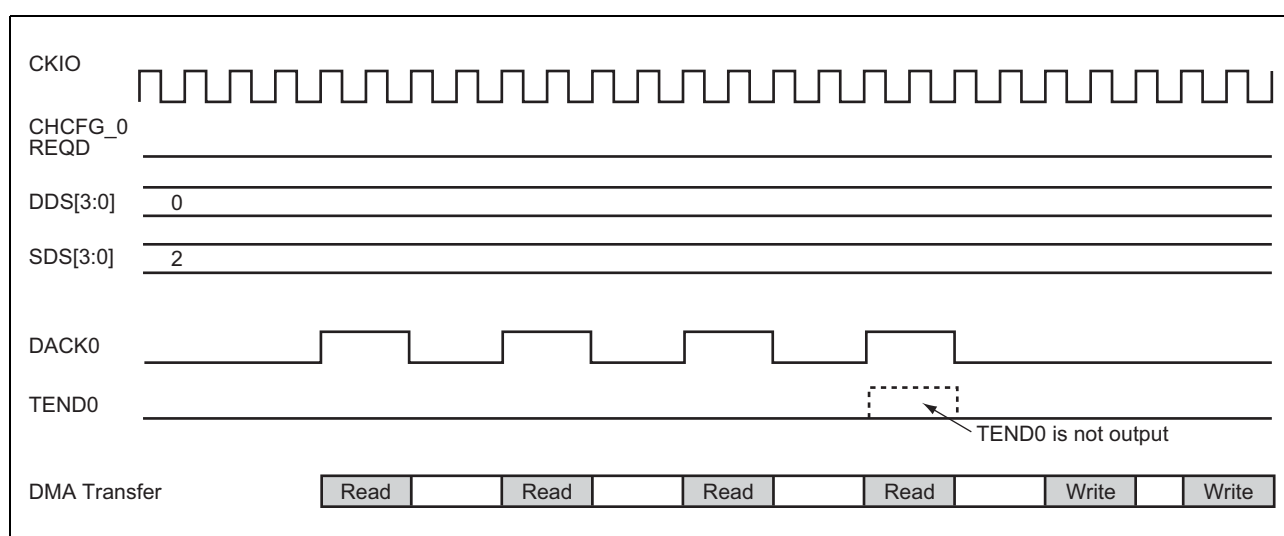 CKIO
CHCFG_0
REQD
DDS[3:0] 0
SDS[3:0] 2
DACK0
TEND0
TEND0 is not output
DMA Transfer Read Read Read Read Write Write